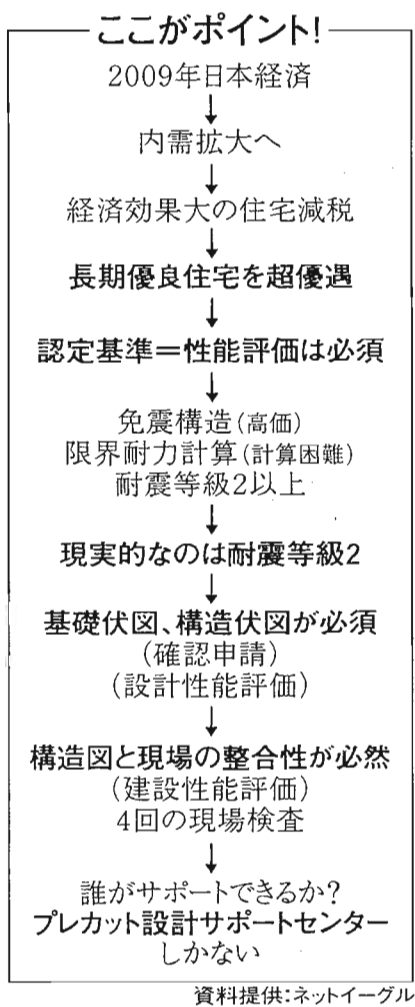 ここがポイント!
2009年日本経済
↓
内需拡大へ
↓
経済効果大の住宅減税
↓
長期優良住宅を超優遇
↓
認定基準＝性能評価は必須
↓
免震構造(高価)
限界耐力計算(計算困難)
耐震等級2以上
↓
現実的なのは耐震等級2
↓
基礎伏図、構造伏図が必須
(確認申請)
(設計性能評価)
↓
構造図と現場の整合性が必然
(建設性能評価)
4回の現場検査
↓
誰がサポートできるか?
プレカット設計サポートセンター
しかない
資料提供:ネットイーグル